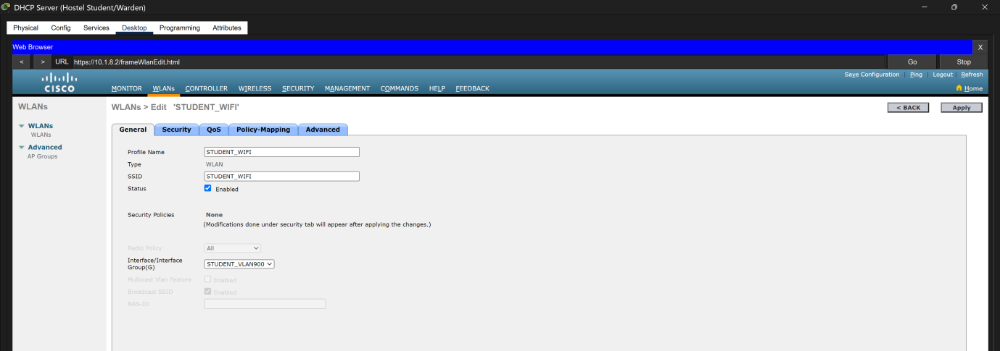 DHCP Server (Hostel Student/Warden)
Physical Config Services Desktop Programming Attributes
Web Browser X
< > URL https://10.1.8.2/frameWlanEdit.html Go Stop
Save Configuration | Ping | Logout | Refresh
CISCO MONITOR WLANs CONTROLLER WIRELESS SECURITY MANAGEMENT COMMANDS HELP FEEDBACK Home
WLANs
WLANs > Edit 'STUDENT_WIFI' < BACK Apply
WLANs
WLANs
Advanced
AP Groups
General Security QoS Policy-Mapping Advanced
Profile Name STUDENT_WIFI
Type WLAN
SSID STUDENT_WIFI
Status Enabled
Security Policies None
(Modifications done under security tab will appear after applying the changes.)
Radio Policy All
Interface/Interface
Group(G) STUDENT_VLAN900
Multicast Vlan Feature Enabled
Broadcast SSID Enabled
NAS-ID